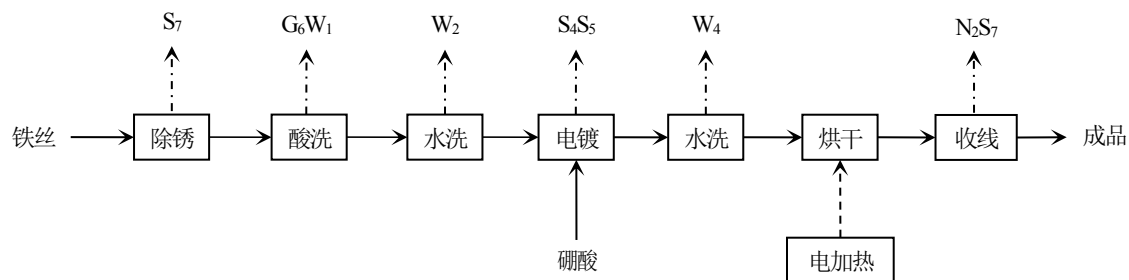 S₇ G₆W₁ W₂ S₄S₅ W₄ N₂S₇
铁丝 除锈 酸洗 水洗 电镀 水洗 烘干 收线 成品
硼酸 电加热